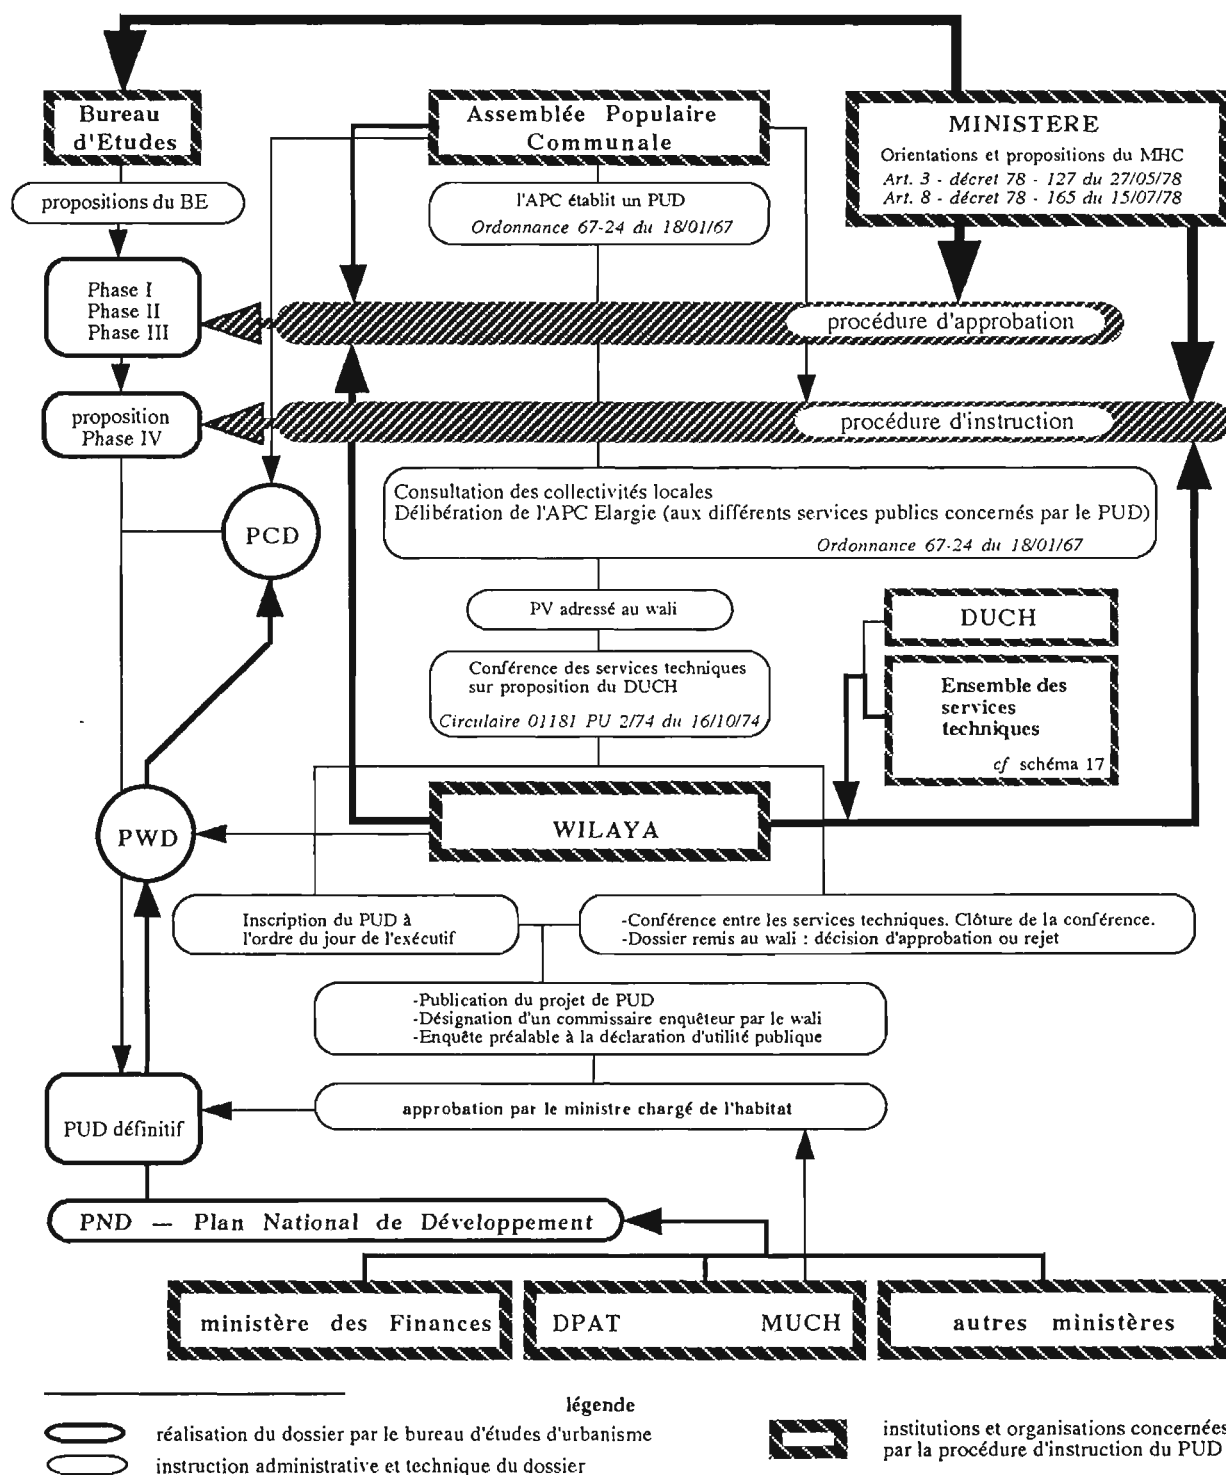 Bureau
d'Etudes
Assemblée Populaire
Communale
MINISTERE
Orientations et propositions du MHC
Art. 3 - décret 78 - 127 du 27/05/78
Art. 8 - décret 78 - 165 du 15/07/78
propositions du BE
l'APC établit un PUD
Ordonnance 67-24 du 18/01/67
Phase I
Phase II
Phase III
procédure d'approbation
proposition
Phase IV
procédure d'instruction
Consultation des collectivités locales
Délibération de l'APC Elargie (aux différents services publics concernés par le PUD)
Ordonnance 67-24 du 18/01/67
PCD
PV adressé au wali
DUCH
Conférence des services techniques
sur proposition du DUCH
Circulaire 01181 PU 2/74 du 16/10/74
Ensemble des
services
techniques
cf schéma 17
PWD
WILAYA
Inscription du PUD à
l'ordre du jour de l'exécutif
-Conférence entre les services techniques. Clôture de la conférence.
-Dossier remis au wali : décision d'approbation ou rejet
-Publication du projet de PUD
-Désignation d'un commissaire enquêteur par le wali
-Enquête préalable à la déclaration d'utilité publique
PUD définitif
approbation par le ministre chargé de l'habitat
PND — Plan National de Développement
ministère des Finances
DPAT MUCH
autres ministères
légende
réalisation du dossier par le bureau d'études d'urbanisme
instruction administrative et technique du dossier
institutions et organisations concernées
par la procédure d'instruction du PUD